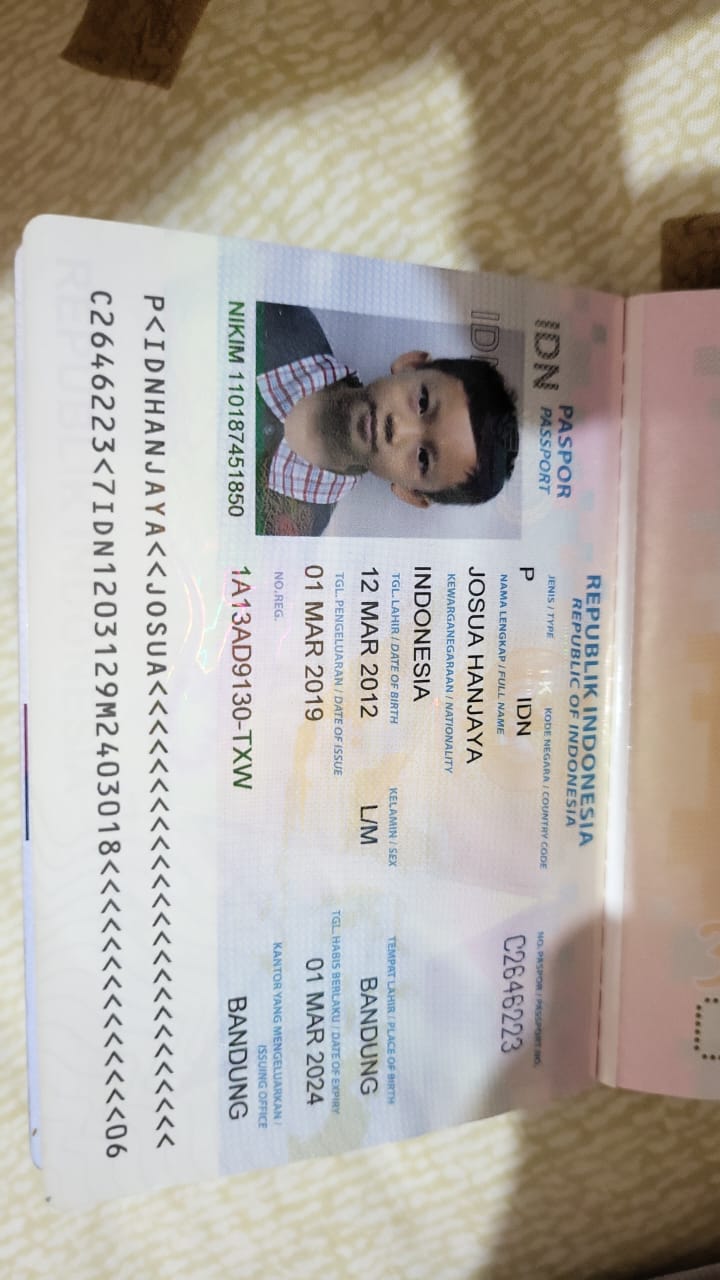 REPUBLIK INDONESIA
REPUBLIC OF INDONESIA
PASPOR
PASSPORT
IDN
JENIS / TYPE
KODE NEGARA / COUNTRY CODE
NO. PASPOR / PASSPORT NO.
P
IDN
C2646223
NAMA LENGKAP / FULL NAME
JOSUA HANJAYA
KEWARGANEGARAAN / NATIONALITY
INDONESIA
TGL. LAHIR / DATE OF BIRTH
KELAMIN / SEX
TEMPAT LAHIR / PLACE OF BIRTH
12 MAR 2012
L/M
BANDUNG
TGL. PENGELUARAN / DATE OF ISSUE
TGL. HABIS BERLAKU / DATE OF EXPIRY
01 MAR 2019
01 MAR 2024
NO.REG.
KANTOR YANG MENGELUARKAN /
ISSUING OFFICE
NIKIM 110187451850
1A13AD9130-TXW
BANDUNG
P<IDNHANJAYA<<JOSUA<<<<<<<<<<<<<<<<<<<<<<<<<
C2646223<7IDN1203129M2403018<<<<<<<<<<<<<<06